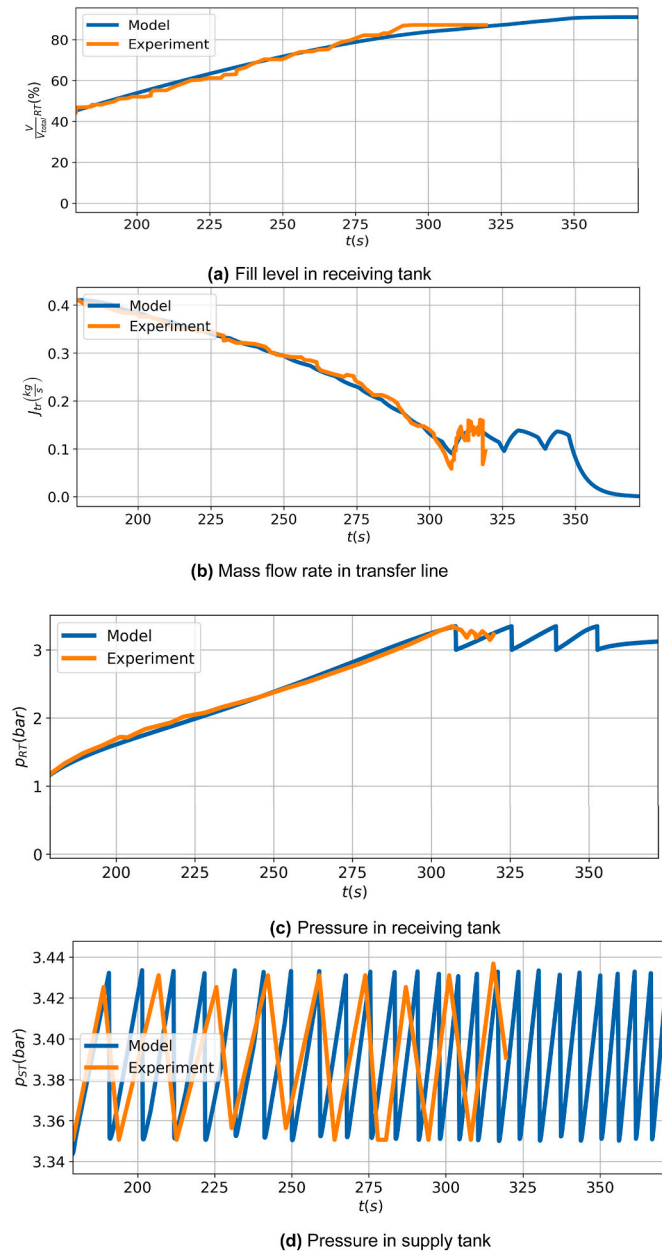 80
60
40
20
0
V/V_total RT (%)
Model
Experiment
200 225 250 275 300 325 350
t(s)
(a) Fill level in receiving tank
0.4
0.3
0.2
0.1
0.0
J_tr(kg/s)
Model
Experiment
200 225 250 275 300 325 350
t(s)
(b) Mass flow rate in transfer line
3
2
1
0
p_RT(bar)
Model
Experiment
200 225 250 275 300 325 350
t(s)
(c) Pressure in receiving tank
3.44
3.42
3.40
3.38
3.36
3.34
p_ST(bar)
Model
Experiment
200 225 250 275 300 325 350
t(s)
(d) Pressure in supply tank